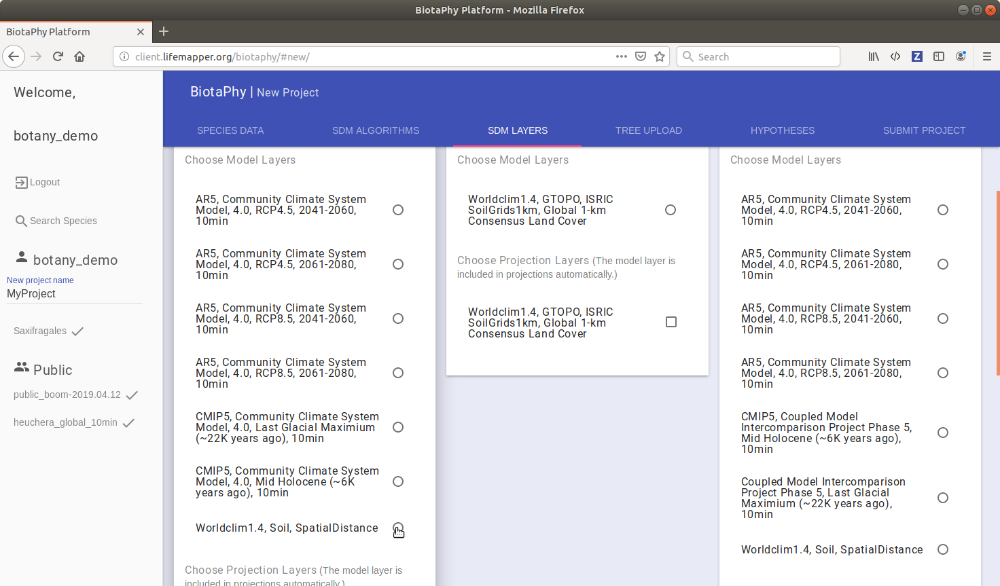 BiotaPhy Platform - Mozilla Firefox
BiotaPhy Platform
client.lifemapper.org/biotaphy/#new/
Search
Welcome,
botany_demo
Logout
Search Species
botany_demo
New project name
MyProject
Saxifragales
Public
public_boom-2019.04.12
heuchera_global_10min
BiotaPhy | New Project
SPECIES DATA
SDM ALGORITHMS
SDM LAYERS
TREE UPLOAD
HYPOTHESES
SUBMIT PROJECT
Choose Model Layers
AR5, Community Climate System
Model, 4.0, RCP4.5, 2041-2060,
10min
AR5, Community Climate System
Model, 4.0, RCP4.5, 2061-2080,
10min
AR5, Community Climate System
Model, 4.0, RCP8.5, 2041-2060,
10min
AR5, Community Climate System
Model, 4.0, RCP8.5, 2061-2080,
10min
CMIP5, Community Climate System
Model, 4.0, Last Glacial Maximium
(~22K years ago), 10min
CMIP5, Community Climate System
Model, 4.0, Mid Holocene (~6K
years ago), 10min
Worldclim1.4, Soil, SpatialDistance
Choose Projection Layers (The model layer is
included in projections automatically.)
Choose Model Layers
Worldclim1.4, GTOPO, ISRIC
SoilGrids1km, Global 1-km
Consensus Land Cover
Choose Projection Layers (The model layer is
included in projections automatically.)
Worldclim1.4, GTOPO, ISRIC
SoilGrids1km, Global 1-km
Consensus Land Cover
Choose Model Layers
AR5, Community Climate System
Model, 4.0, RCP4.5, 2041-2060,
10min
AR5, Community Climate System
Model, 4.0, RCP4.5, 2061-2080,
10min
AR5, Community Climate System
Model, 4.0, RCP8.5, 2041-2060,
10min
AR5, Community Climate System
Model, 4.0, RCP8.5, 2061-2080,
10min
CMIP5, Coupled Model
Intercomparison Project Phase 5,
Mid Holocene (~6K years ago),
10min
Coupled Model Intercomparison
Project Phase 5, Last Glacial
Maximium (~22K years ago),
10min
Worldclim1.4, Soil, SpatialDistance